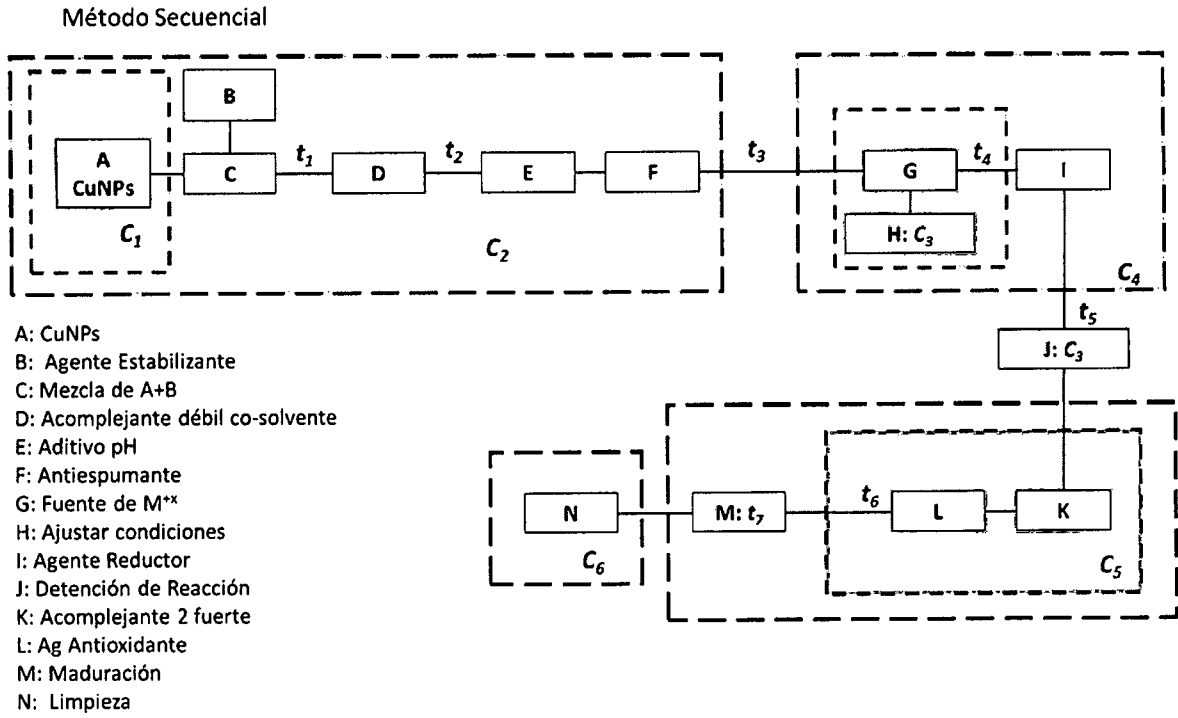 Método Secuencial
B
A
CuNPs
C
t1
D
t2
E
F
t3
G
t4
I
H: C3
C1
C2
C4
t5
J: C3
A: CuNPs
B: Agente Estabilizante
C: Mezcla de A+B
D: Acomplejante débil co-solvente
E: Aditivo pH
F: Antiespumante
G: Fuente de M+x
H: Ajustar condiciones
I: Agente Reductor
J: Detención de Reacción
K: Acomplejante 2 fuerte
L: Ag Antioxidante
M: Maduración
N: Limpieza
N
M: t7
t6
L
K
C6
C5